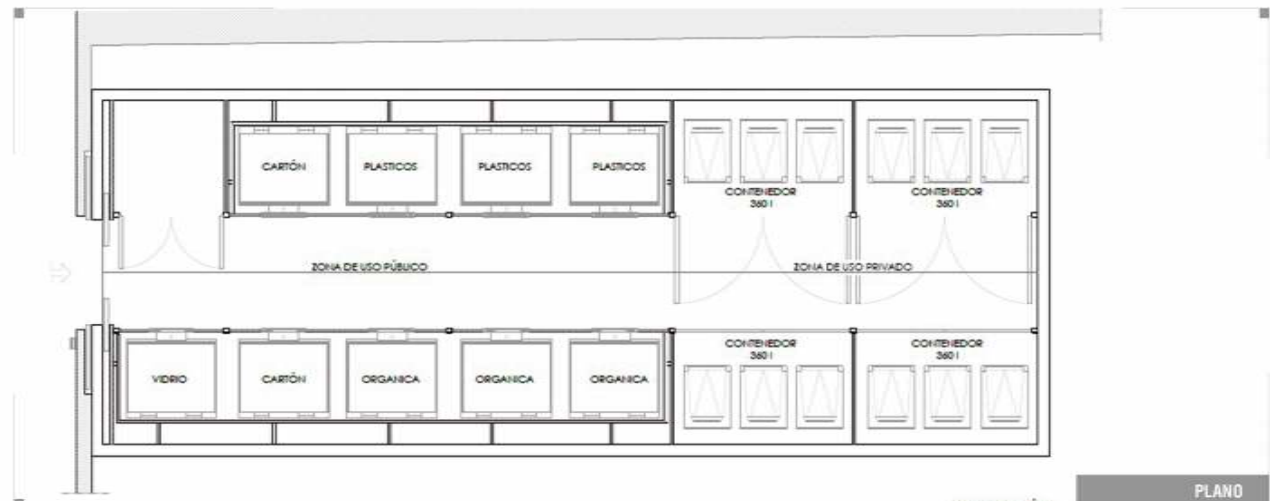 CARTÓN
PLASTICOS
PLASTICOS
PLASTICOS
CONTENEDOR
360 l
CONTENEDOR
360 l
ZONA DE USO PÚBLICO
ZONA DE USO PRIVADO
VIDRIO
CARTÓN
ORGANICA
ORGANICA
ORGANICA
CONTENEDOR
360 l
CONTENEDOR
360 l
PLANO